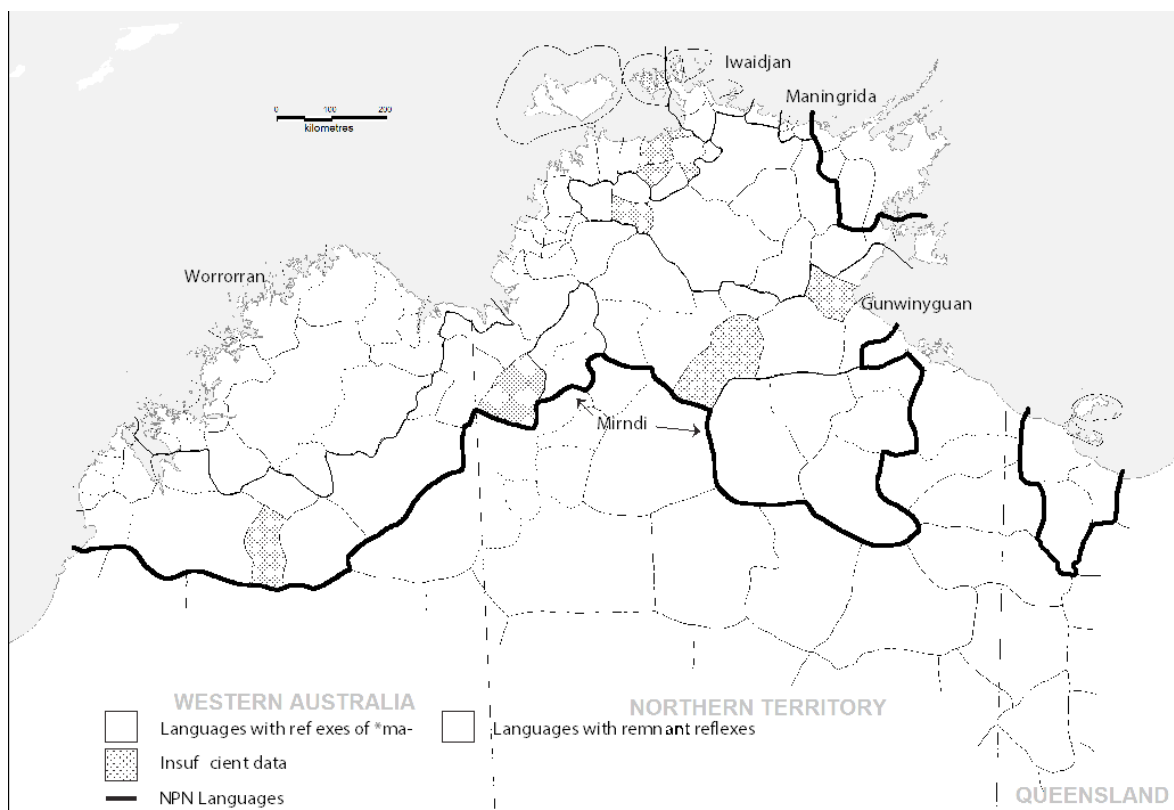 Iwaidjan
Maningrida
0 100 200
kilometres
Worrorran
Gunwinyguan
Mirndi
WESTERN AUSTRALIA
NORTHERN TERRITORY
Languages with ref exes of *ma-
Languages with remnant reflexes
Insuf cient data
NPN Languages
QUEENSLAND